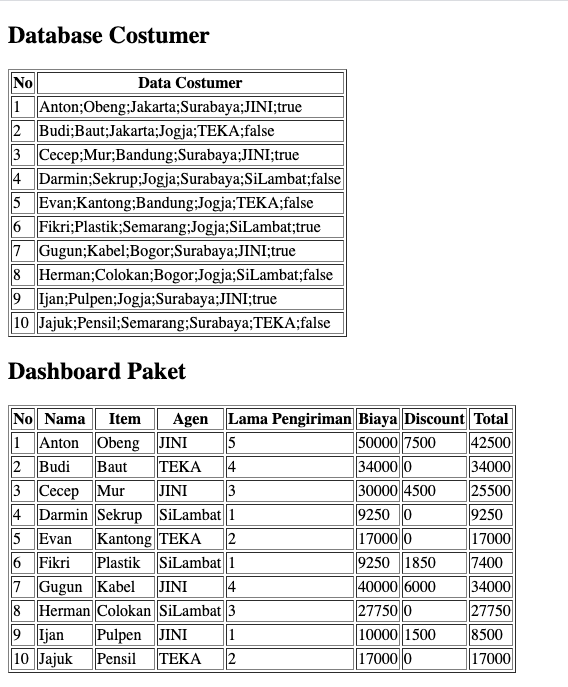 Database Costumer
No Data Costumer
1 Anton;Obeng;Jakarta;Surabaya;JINI;true
2 Budi;Baut;Jakarta;Jogja;TEKA;false
3 Cecep;Mur;Bandung;Surabaya;JINI;true
4 Darmin;Sekrup;Jogja;Surabaya;SiLambat;false
5 Evan;Kantong;Bandung;Jogja;TEKA;false
6 Fikri;Plastik;Semarang;Jogja;SiLambat;true
7 Gugun;Kabel;Bogor;Surabaya;JINI;true
8 Herman;Colokan;Bogor;Jogja;SiLambat;false
9 Ijan;Pulpen;Jogja;Surabaya;JINI;true
10 Jajuk;Pensil;Semarang;Surabaya;TEKA;false
Dashboard Paket
No Nama Item Agen Lama Pengiriman Biaya Discount Total
1 Anton Obeng JINI 5 50000 7500 42500
2 Budi Baut TEKA 4 34000 0 34000
3 Cecep Mur JINI 3 30000 4500 25500
4 Darmin Sekrup SiLambat 1 9250 0 9250
5 Evan Kantong TEKA 2 17000 0 17000
6 Fikri Plastik SiLambat 1 9250 1850 7400
7 Gugun Kabel JINI 4 40000 6000 34000
8 Herman Colokan SiLambat 3 27750 0 27750
9 Ijan Pulpen JINI 1 10000 1500 8500
10 Jajuk Pensil TEKA 2 17000 0 17000